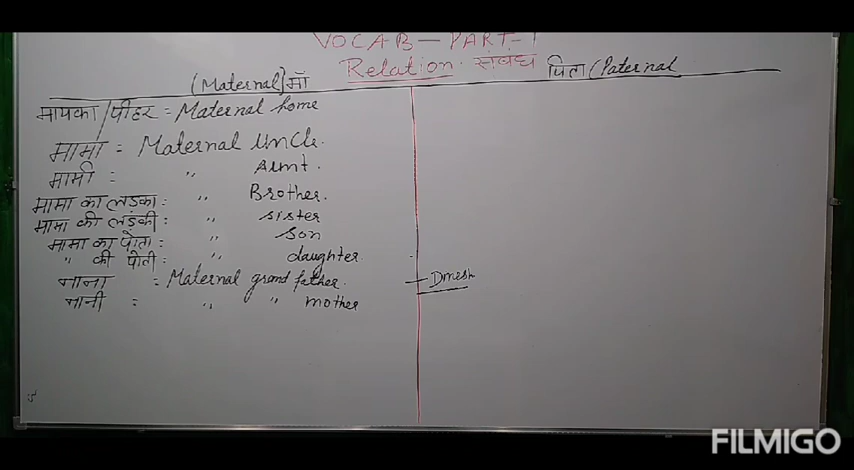 VOCAB - PART-1
Relation. संबंध
(Maternal) माँ
पिता (Paternal
मायका/पीहर = Maternal home
मामा = Maternal Uncle.
मामी : " Aunt.
मामा का लड़का : " Brother.
मामा की लड़की : " sister
मामा का पोता : " son
" की पोती : " daughter.
नाना : = Maternal grand father.
नानी : " " mother
Dinesh
FILMIGO